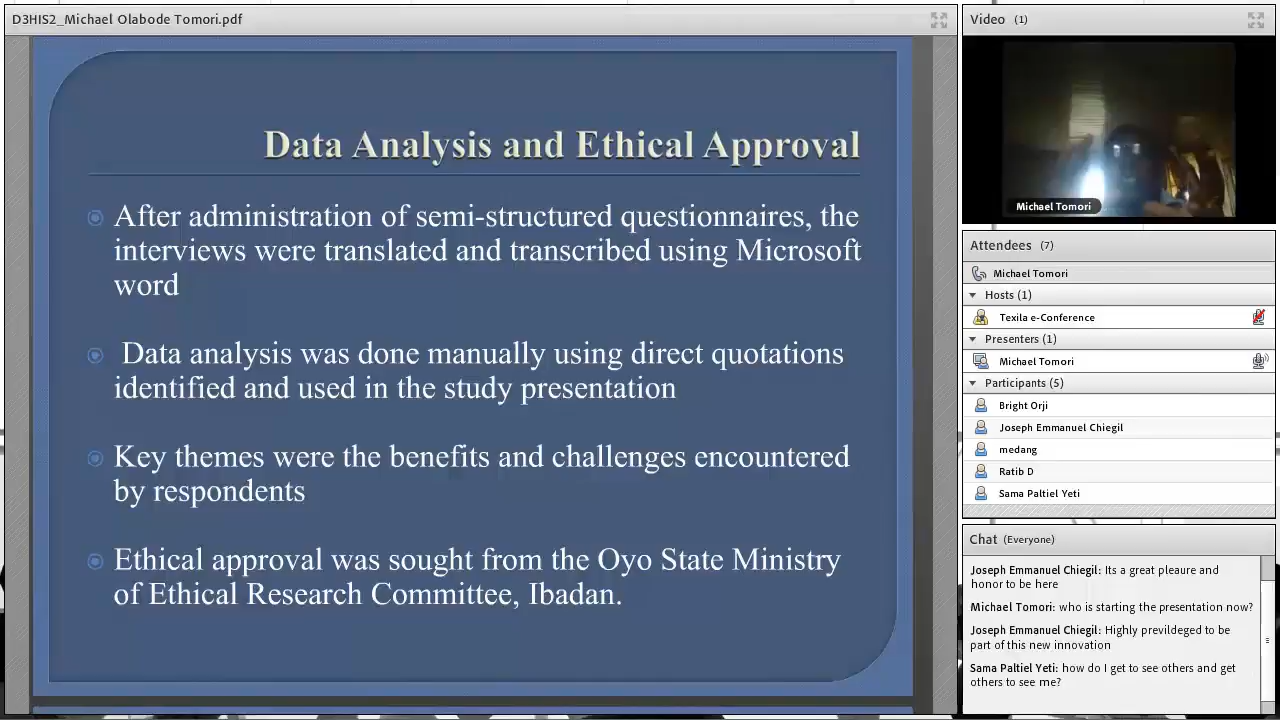 D3HIS2_Michael Olabode Tomori.pdf
Data Analysis and Ethical Approval
After administration of semi-structured questionnaires, the
interviews were translated and transcribed using Microsoft
word
Data analysis was done manually using direct quotations
identified and used in the study presentation
Key themes were the benefits and challenges encountered
by respondents
Ethical approval was sought from the Oyo State Ministry
of Ethical Research Committee, Ibadan.
Video (1)
Michael Tomori
Attendees (7)
Michael Tomori
Hosts (1)
Texila e-Conference
Presenters (1)
Michael Tomori
Participants (5)
Bright Orji
Joseph Emmanuel Chiegil
medang
Ratib D
Sama Paltiel Yeti
Chat (Everyone)
Joseph Emmanuel Chiegil: Its a great pleaure and
honor to be here
Michael Tomori: who is starting the presentation now?
Joseph Emmanuel Chiegil: Highly previldeged to be
part of this new innovation
Sama Paltiel Yeti: how do I get to see others and get
others to see me?